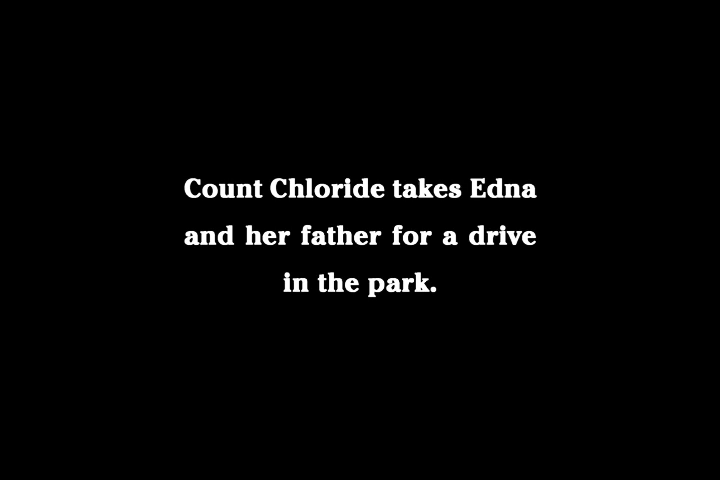 Count Chloride takes Edna
and her father for a drive
in the park.